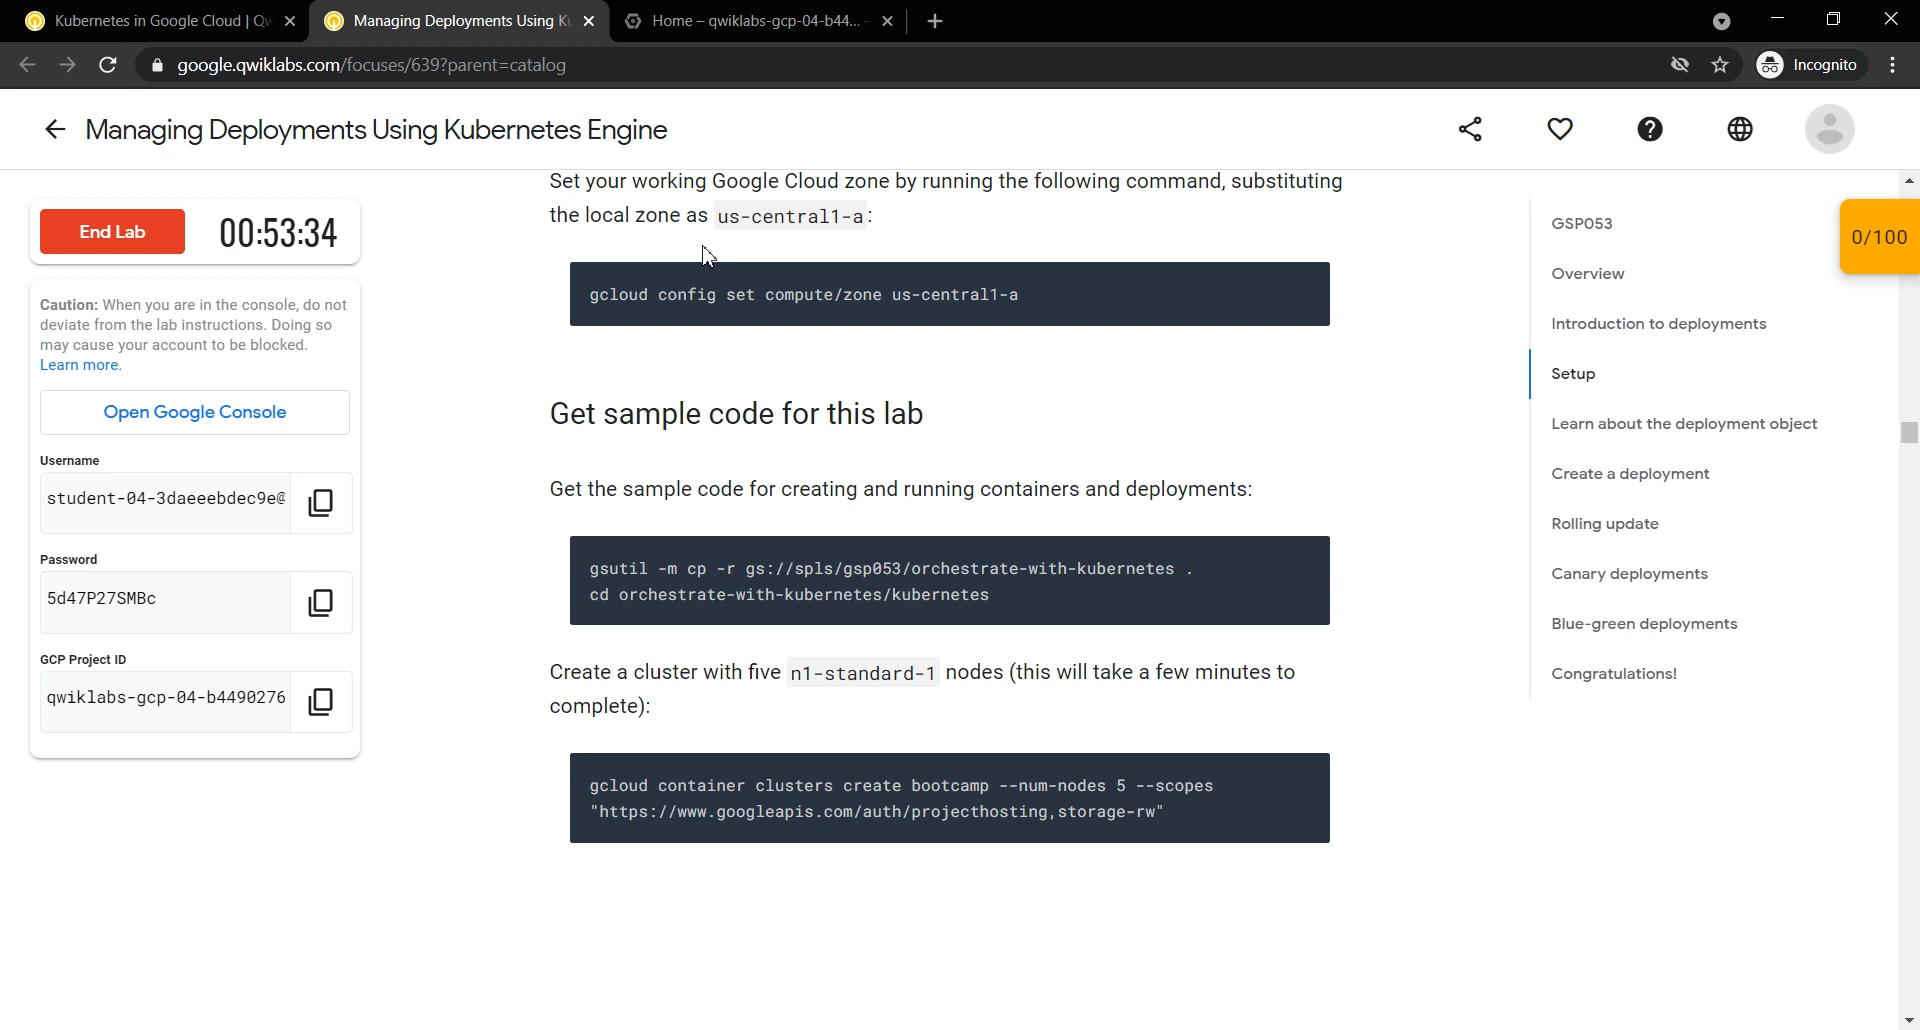 Kubernetes in Google Cloud | Qw
Managing Deployments Using Ku
Home – qwiklabs-gcp-04-b44...
google.qwiklabs.com/focuses/639?parent=catalog
Incognito
Managing Deployments Using Kubernetes Engine
End Lab
00:53:34
Caution: When you are in the console, do not
deviate from the lab instructions. Doing so
may cause your account to be blocked.
Learn more.
Open Google Console
Username
student-04-3daeeebdec9e@
Password
5d47P27SMBc
GCP Project ID
qwiklabs-gcp-04-b4490276
Set your working Google Cloud zone by running the following command, substituting
the local zone as us-central1-a:
gcloud config set compute/zone us-central1-a
Get sample code for this lab
Get the sample code for creating and running containers and deployments:
gsutil -m cp -r gs://spls/gsp053/orchestrate-with-kubernetes .
cd orchestrate-with-kubernetes/kubernetes
Create a cluster with five n1-standard-1 nodes (this will take a few minutes to
complete):
gcloud container clusters create bootcamp --num-nodes 5 --scopes
"https://www.googleapis.com/auth/projecthosting,storage-rw"
GSP053
Overview
Introduction to deployments
Setup
Learn about the deployment object
Create a deployment
Rolling update
Canary deployments
Blue-green deployments
Congratulations!
0/100